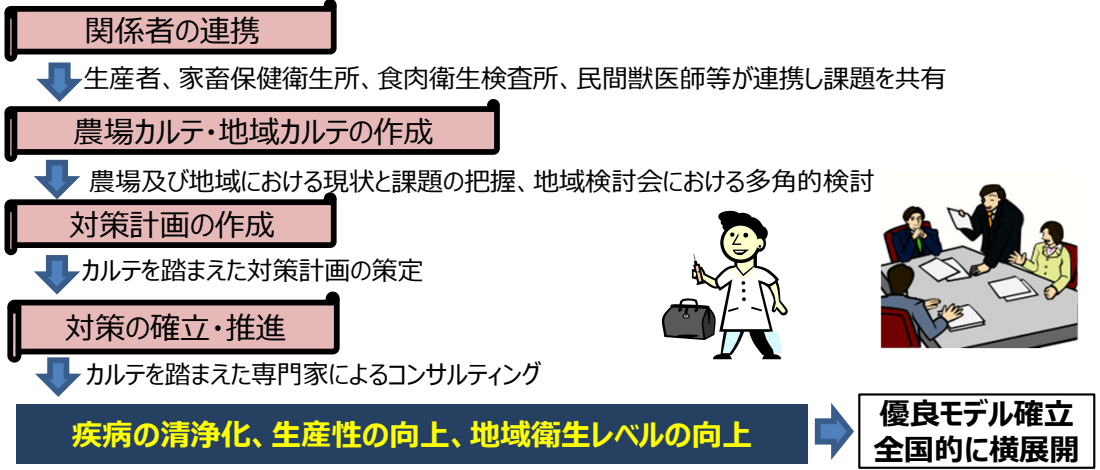 関係者の連携
生産者、家畜保健衛生所、食肉衛生検査所、民間獣医師等が連携し課題を共有
農場カルテ・地域カルテの作成
農場及び地域における現状と課題の把握、地域検討会における多角的検討
対策計画の作成
カルテを踏まえた対策計画の策定
対策の確立・推進
カルテを踏まえた専門家によるコンサルティング
疾病の清浄化、生産性の向上、地域衛生レベルの向上
優良モデル確立
全国的に横展開